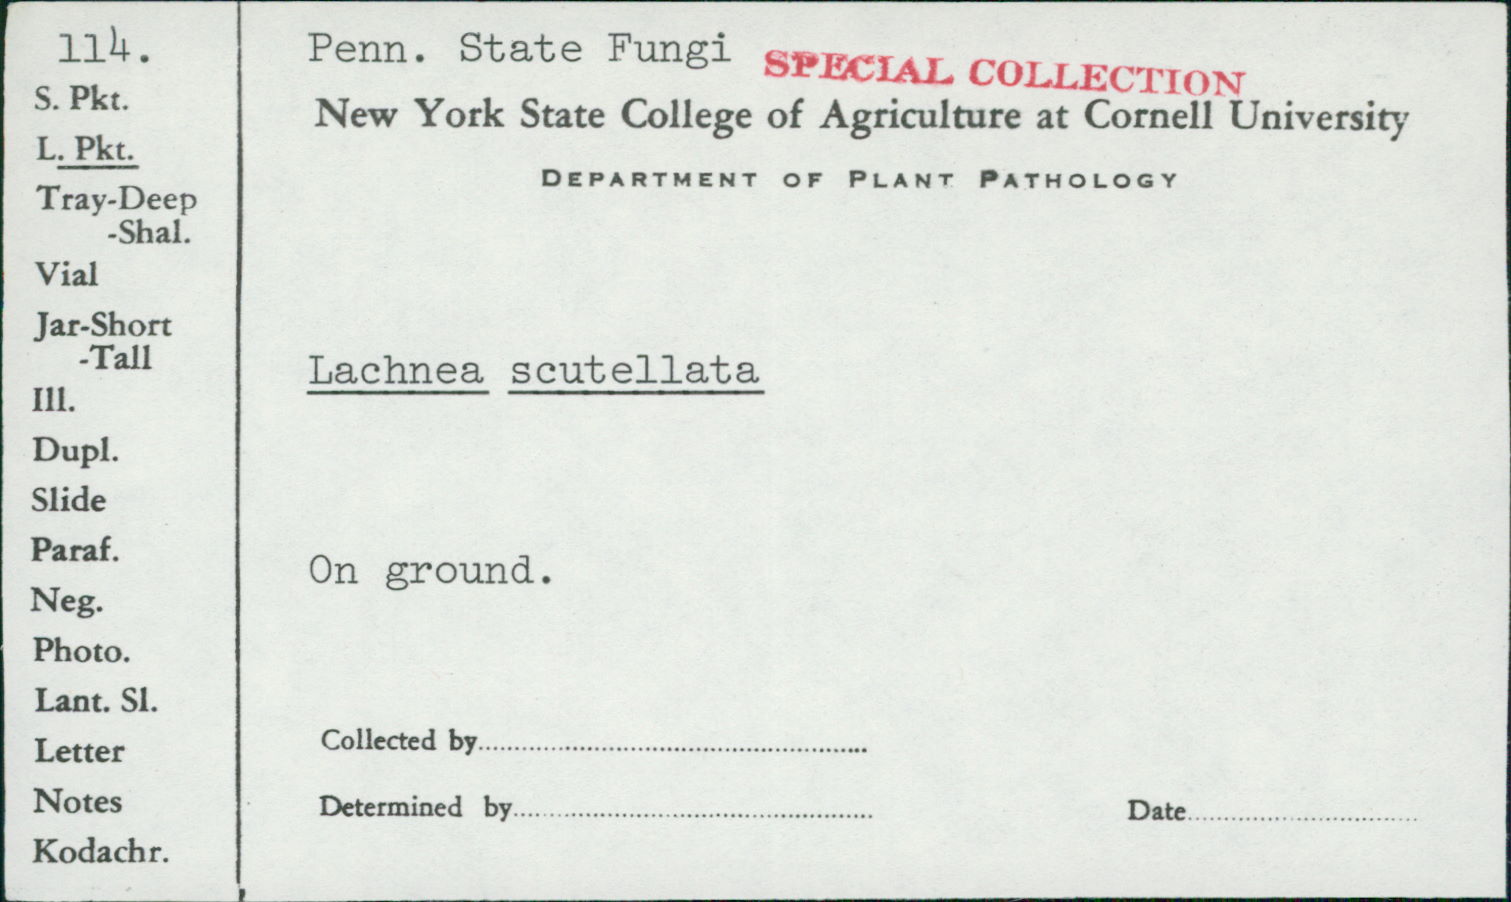 114.
S. Pkt.
L. Pkt.
Tray-Deep
-Shal.
Vial
Jar-Short
-Tall
Ill.
Dupl.
Slide
Paraf.
Neg.
Photo.
Lant. Sl.
Letter
Notes
Kodachr.
Penn. State Fungi
SPECIAL COLLECTION
New York State College of Agriculture at Cornell University
DEPARTMENT OF PLANT PATHOLOGY
Lachnea scutellata
On ground.
Collected by
Determined by
Date